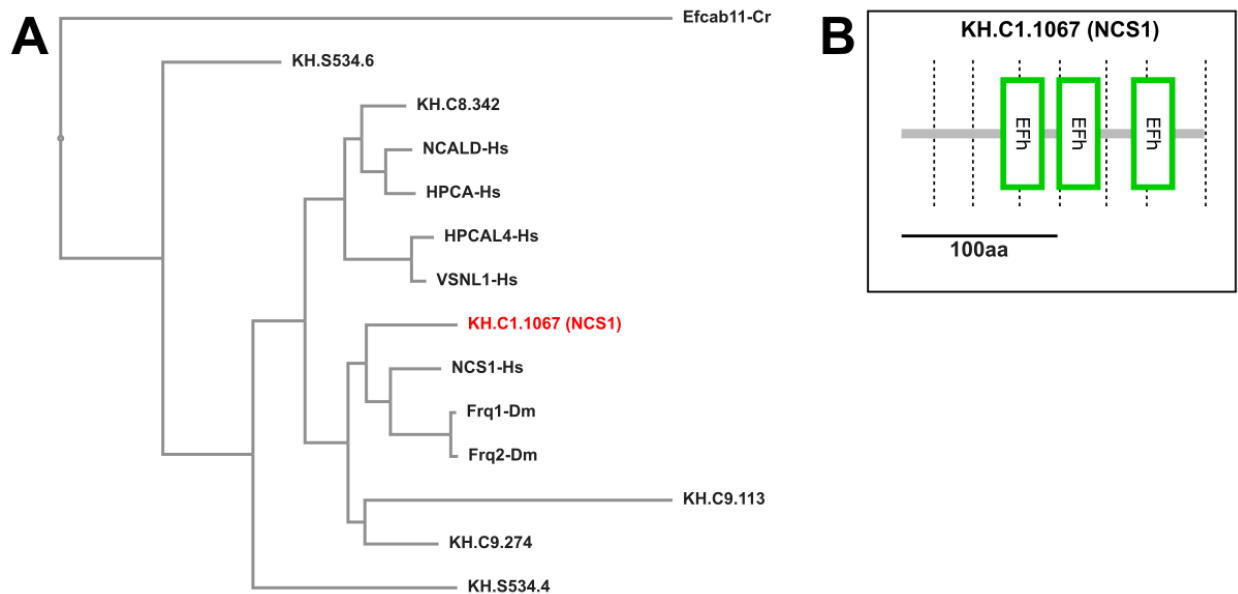 A
Efcab11-Cr
KH.S534.6
KH.C8.342
NCALD-Hs
HPCA-Hs
HPCAL4-Hs
VSNL1-Hs
KH.C1.1067 (NCS1)
NCS1-Hs
Frq1-Dm
Frq2-Dm
KH.C9.113
KH.C9.274
KH.S534.4
B
KH.C1.1067 (NCS1)
EFh
EFh
EFh
100aa